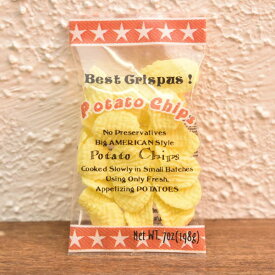 Best Crispus !
Potato Chips
No Preservatives
Big AMERICAN Style
Potato Chips
Cooked Slowly in Small Batches
Using Only Fresh,
Appetizing POTATOES
Net WT. 7oz(198g)